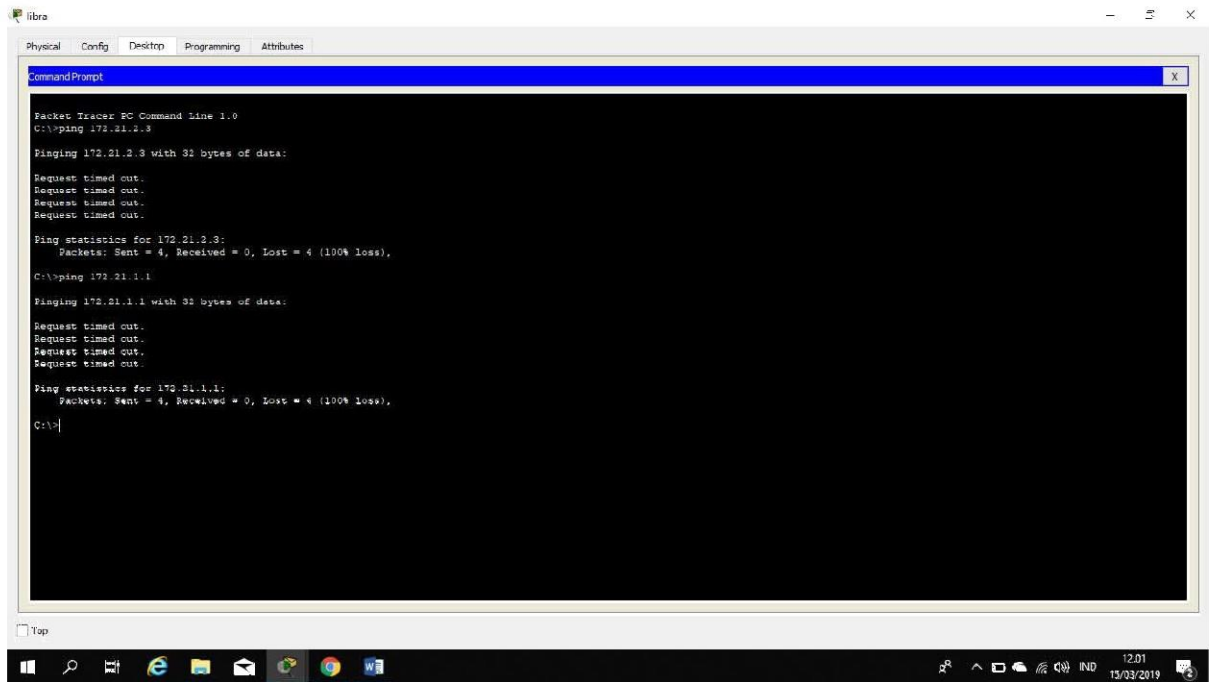 libra
Physical Config Desktop Programming Attributes
Command Prompt
X
Packet Tracer PC Command Line 1.0
C:\>ping 172.21.2.3
Pinging 172.21.2.3 with 32 bytes of data:
Request timed out.
Request timed out.
Request timed out.
Request timed out.
Ping statistics for 172.21.2.3:
Packets: Sent = 4, Received = 0, Lost = 4 (100% loss),
C:\>ping 172.21.1.1
Pinging 172.21.1.1 with 32 bytes of data:
Request timed out.
Request timed out.
Request timed out.
Request timed out.
Ping statistics for 172.21.1.1:
Packets: Sent = 4, Received = 0, Lost = 4 (100% loss),
C:\>
Top
IND
12.01
15/03/2019
2